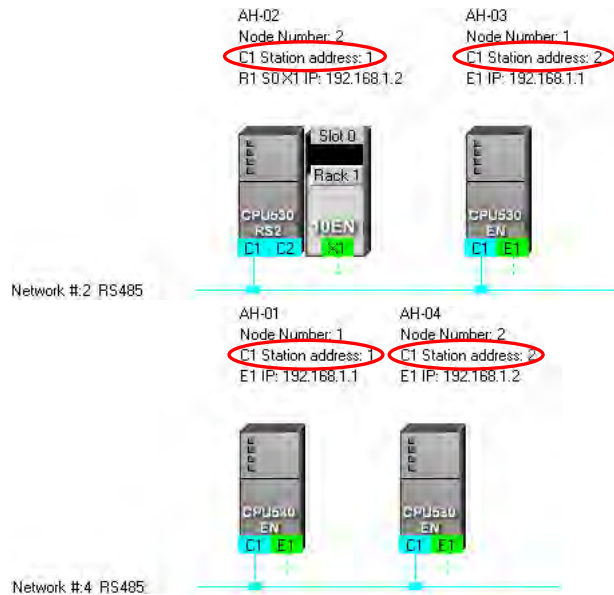 AH-02
Node Number: 2
C1 Station address: 1
R1 S0X1 IP: 192.168.1.2
AH-03
Node Number: 1
C1 Station address: 2
E1 IP: 192.168.1.1
Slot 0
Rack 1
CPU530
RS2
C1 C2
10EN
X1
CPU530
EN
C1 E1
Network #:2 RS485
AH-01
Node Number: 1
C1 Station address: 1
E1 IP: 192.168.1.1
AH-04
Node Number: 2
C1 Station address: 2
E1 IP: 192.168.1.2
CPU530
EN
C1 E1
CPU530
EN
C1 E1
Network #:4 RS485